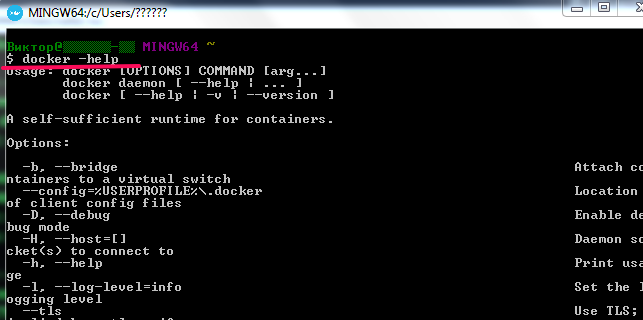 MINGW64:/c/Users/??????
Виктор@ - MINGW64 ~
$ docker -help
Usage: docker [OPTIONS] COMMAND [arg...]
docker daemon [ --help ¦ ... ]
docker [ --help ¦ -v ¦ --version ]
A self-sufficient runtime for containers.
Options:
-b, --bridge Attach co
ntainers to a virtual switch
--config=%USERPROFILE%\.docker Location
of client config files
-D, --debug Enable de
bug mode
-H, --host=[] Daemon so
cket(s) to connect to
-h, --help Print usa
ge
-l, --log-level=info Set the l
ogging level
--tls Use TLS;